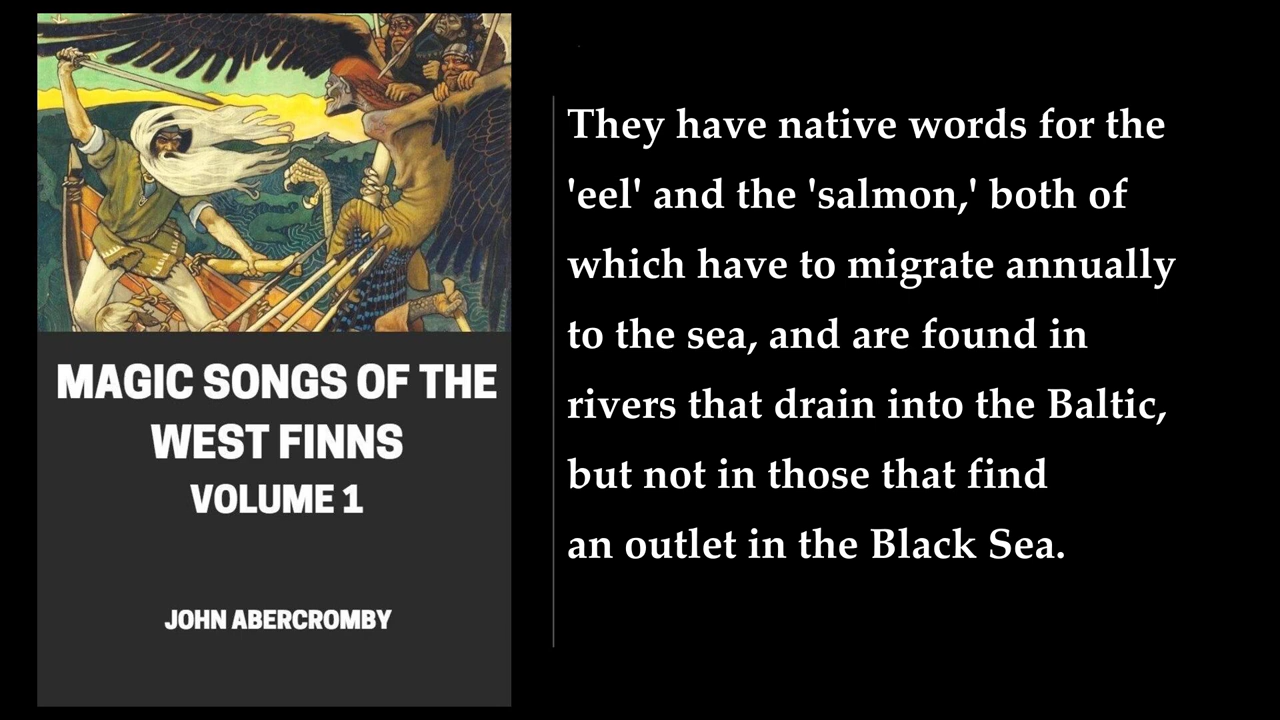 MAGIC SONGS OF THE
WEST FINNS
VOLUME 1
JOHN ABERCROMBY
They have native words for the
'eel' and the 'salmon,' both of
which have to migrate annually
to the sea, and are found in
rivers that drain into the Baltic,
but not in those that find
an outlet in the Black Sea.